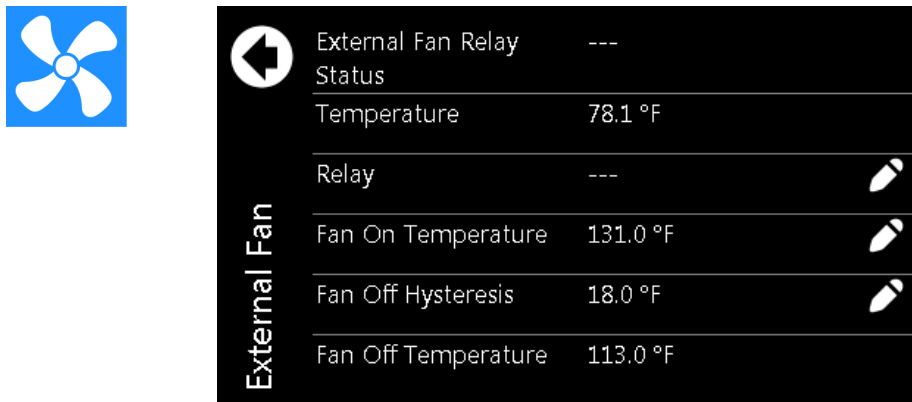 External Fan Relay
Status
---
Temperature
78.1 °F
Relay
---
Fan On Temperature
131.0 °F
Fan Off Hysteresis
18.0 °F
Fan Off Temperature
113.0 °F
External Fan